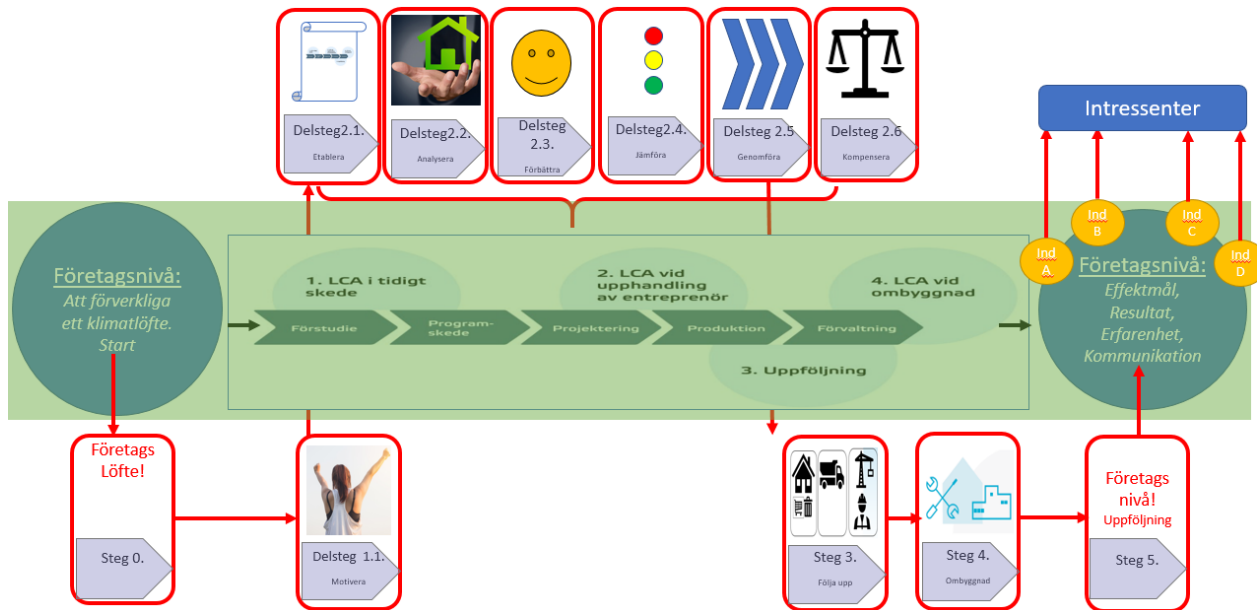 Delsteg2.1.
Etablera
Delsteg2.2.
Analysera
Delsteg
2.3.
Förbättra
Delsteg2.4.
Jämföra
Delsteg 2.5
Genomföra
Delsteg 2.6
Kompensera
Intressenter
Ind
A
Ind
B
Ind
C
Ind
D
Företagsnivå:
Att förverkliga
ett klimatlöfte.
Start
1. LCA i tidigt
skede
2. LCA vid
upphandling
av entreprenör
4. LCA vid
ombyggnad
Förstudie
Program-
skede
Projektering
Produktion
Förvaltning
3. Uppföljning
Företagsnivå:
Effektmål,
Resultat,
Erfarenhet,
Kommunikation
Företags
Löfte!
Steg 0.
Delsteg 1.1.
Motivera
Steg 3.
Följa upp
Steg 4.
Ombyggnad
Företags
nivå!
Uppföljning
Steg 5.